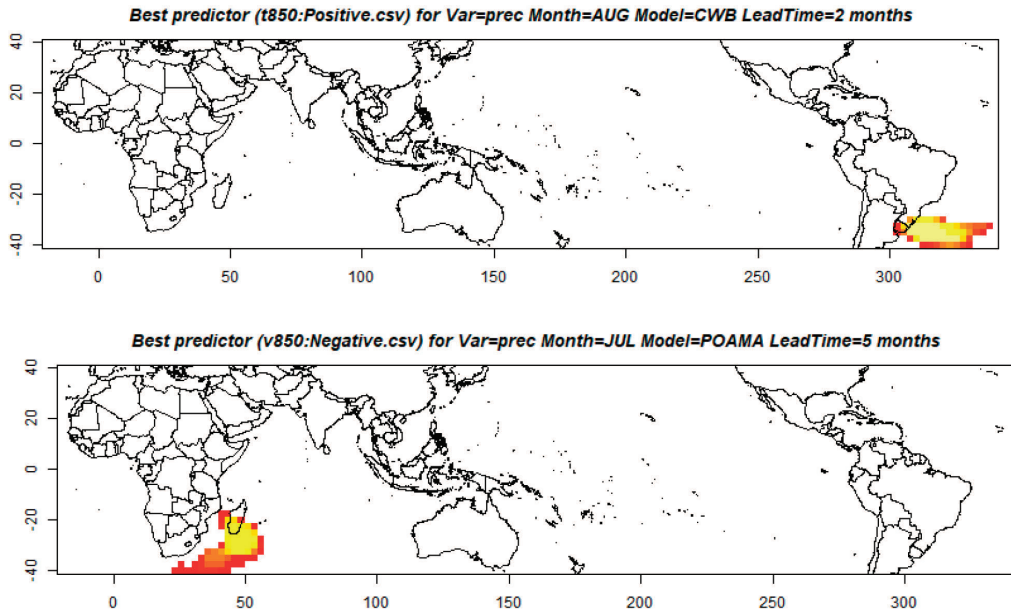 Best predictor (t850:Positive.csv) for Var=prec Month=AUG Model=CWB LeadTime=2 months
40
20
0
-20
-40
0 50 100 150 200 250 300
Best predictor (v850:Negative.csv) for Var=prec Month=JUL Model=POAMA LeadTime=5 months
40
20
0
-20
-40
0 50 100 150 200 250 300